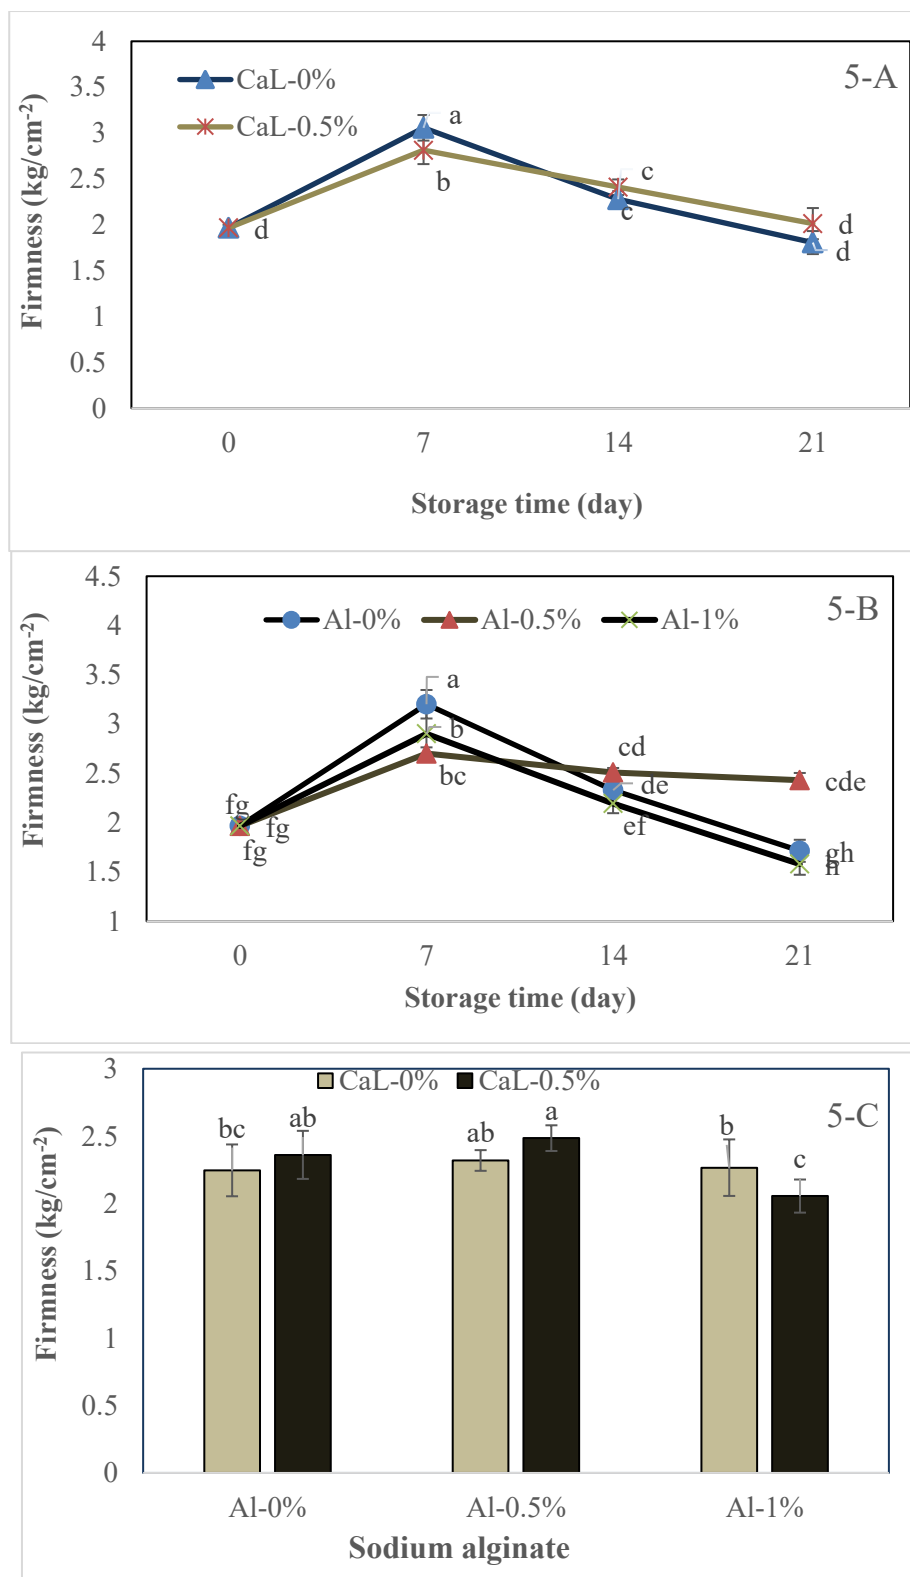 5-A
CaL-0%
CaL-0.5%
Firmness (kg/cm⁻²)
4
3.5
3
2.5
2
1.5
1
0.5
0
a
b
c
c
d
d
d
0 7 14 21
Storage time (day)
5-B
Al-0% Al-0.5% Al-1%
Firmness (kg/cm⁻²)
4.5
4
3.5
3
2.5
2
1.5
1
a
b
bc
cd
de
ef
cde
fg
fg
fg
gh
h
0 7 14 21
Storage time (day)
CaL-0% CaL-0.5%
5-C
Firmness (kg/cm⁻²)
3
2.5
2
1.5
1
0.5
0
bc ab ab a b c
Al-0% Al-0.5% Al-1%
Sodium alginate